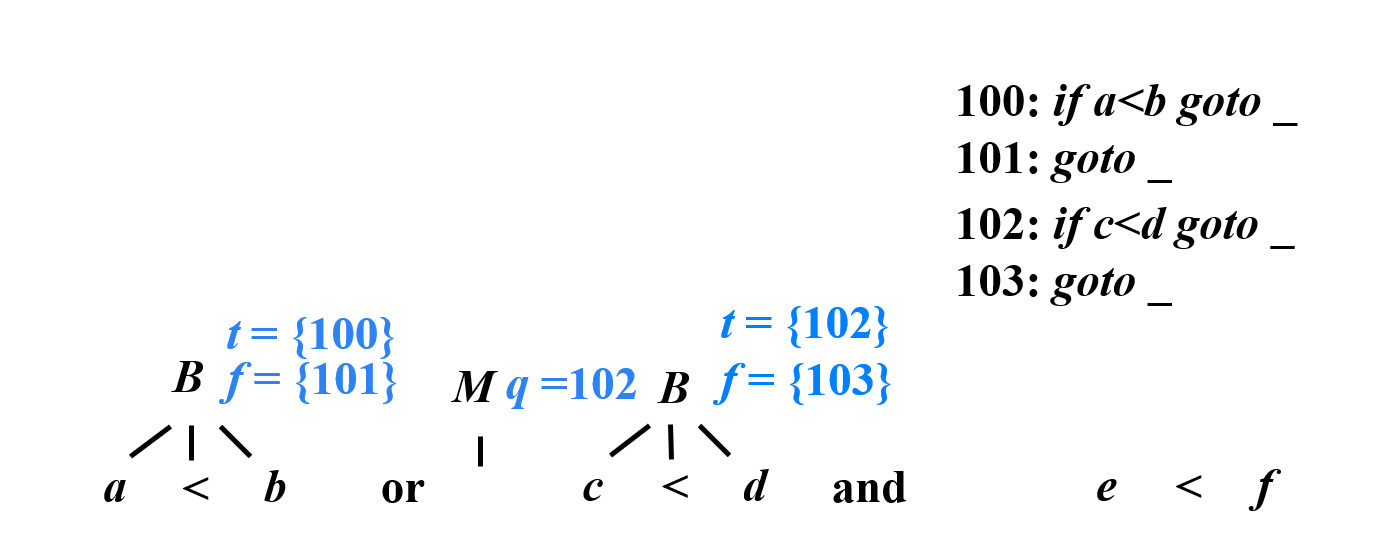 100: if a<b goto _
101: goto _
102: if c<d goto _
103: goto _
t = {100}
B f = {101}
M q =102
t = {102}
B f = {103}
a < b or c < d and e < f